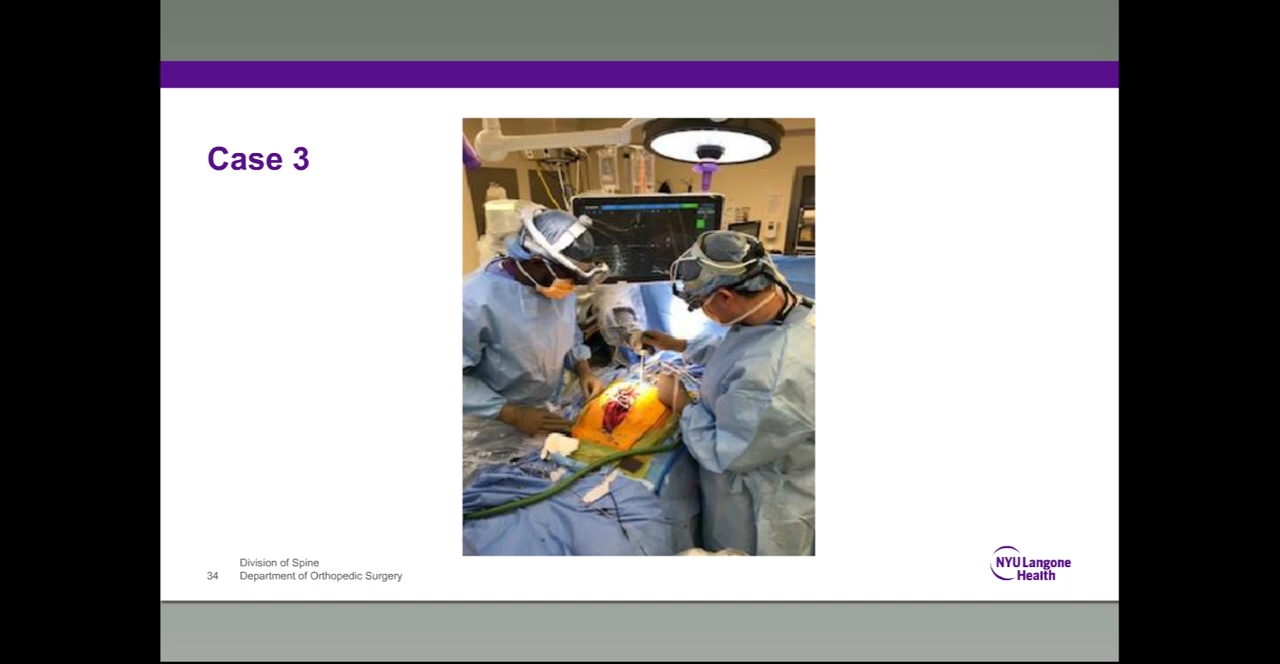 Case 3
Division of Spine
34 Department of Orthopedic Surgery
NYU Langone
Health